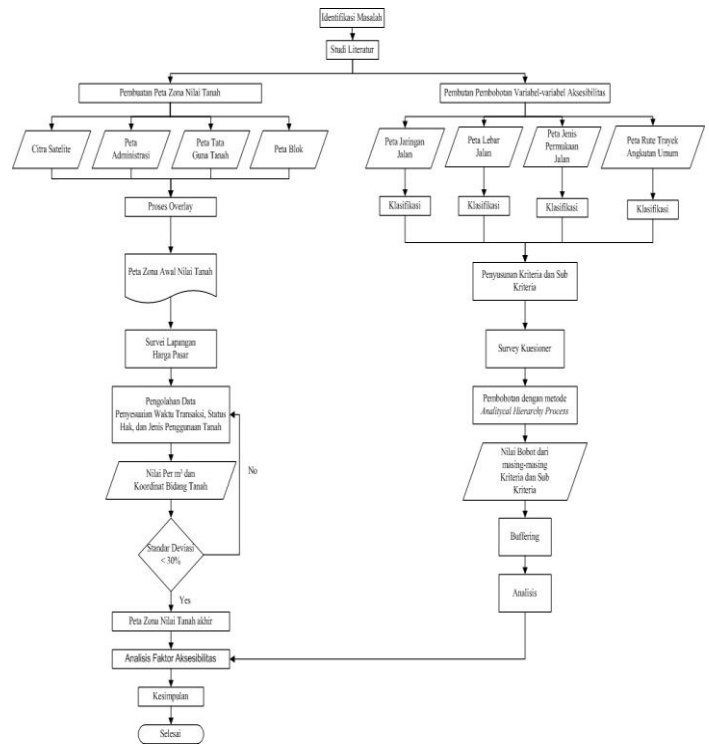 Identifikasi Masalah
Studi Literatur
Pembuatan Peta Zona Nilai Tanah
Citra Satelite
Peta
Administrasi
Peta Tata
Guna Tanah
Peta Blok
Proses Overlay
Peta Zona Awal Nilai Tanah
Survei Lapangan
Harga Pasar
Pengolahan Data
Penyesuaian Waktu Transaksi, Status
Hak, dan Jenis Penggunaan Tanah
Nilai Per m² dan
Koordinat Bidang Tanah
No
Standar Deviasi
< 30%
Yes
Peta Zona Nilai Tanah akhir
Pembutan Pembobotan Variabel-variabel Aksesibilitas
Peta Jaringan
Jalan
Peta Lebar
Jalan
Peta Jenis
Permukaan
Jalan
Peta Rute Trayek
Angkutan Umum
Klasifikasi
Klasifikasi
Klasifikasi
Klasifikasi
Penyusunan Kriteria dan Sub
Kriteria
Survey Kuesioner
Pembobotan dengan metode
Analitycal Hierarchy Process
Nilai Bobot dari
masing-masing
Kriteria dan Sub
Kriteria
Buffering
Analisis
Analisis Faktor Aksesibilitas
Kesimpulan
Selesai